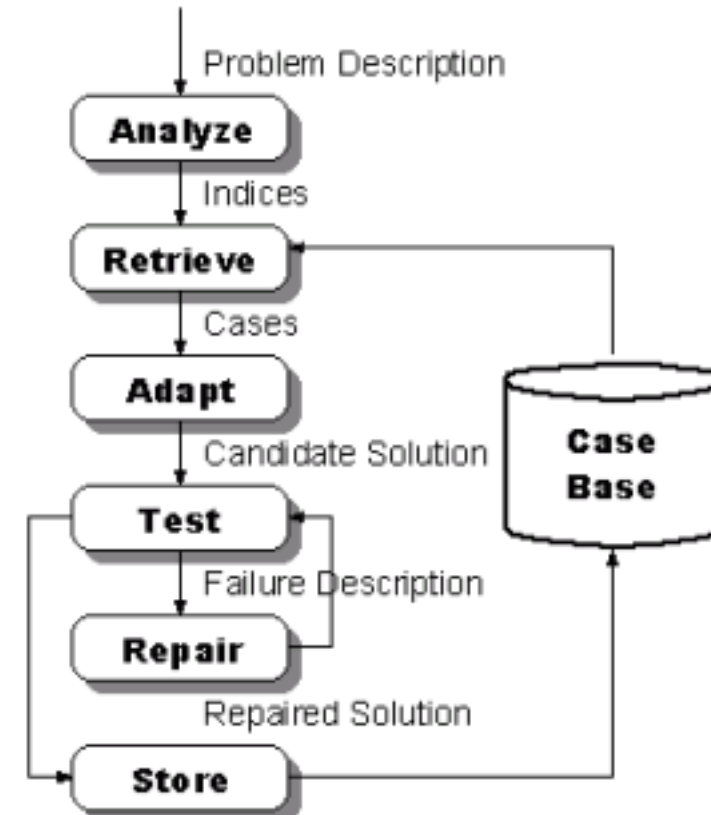 Problem Description
Analyze
Indices
Retrieve
Cases
Adapt
Case
Base
Candidate Solution
Test
Failure Description
Repair
Repaired Solution
Store